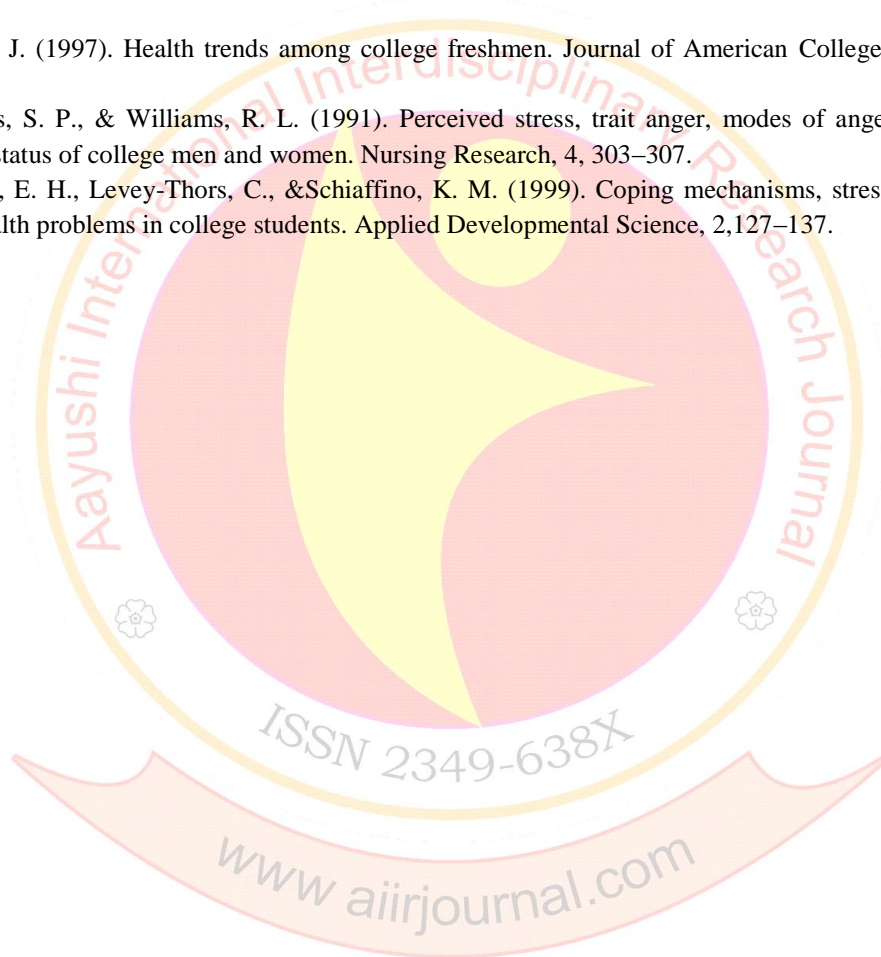 J. (1997). Health trends among college freshmen. Journal of American College
s, S. P., & Williams, R. L. (1991). Perceived stress, trait anger, modes of ange
status of college men and women. Nursing Research, 4, 303–307.
, E. H., Levey-Thors, C., &Schiaffino, K. M. (1999). Coping mechanisms, stres
lth problems in college students. Applied Developmental Science, 2,127–137.
Aayushi International Interdisciplinary Research Journal
ISSN 2349-638X
www aiirjournal.com